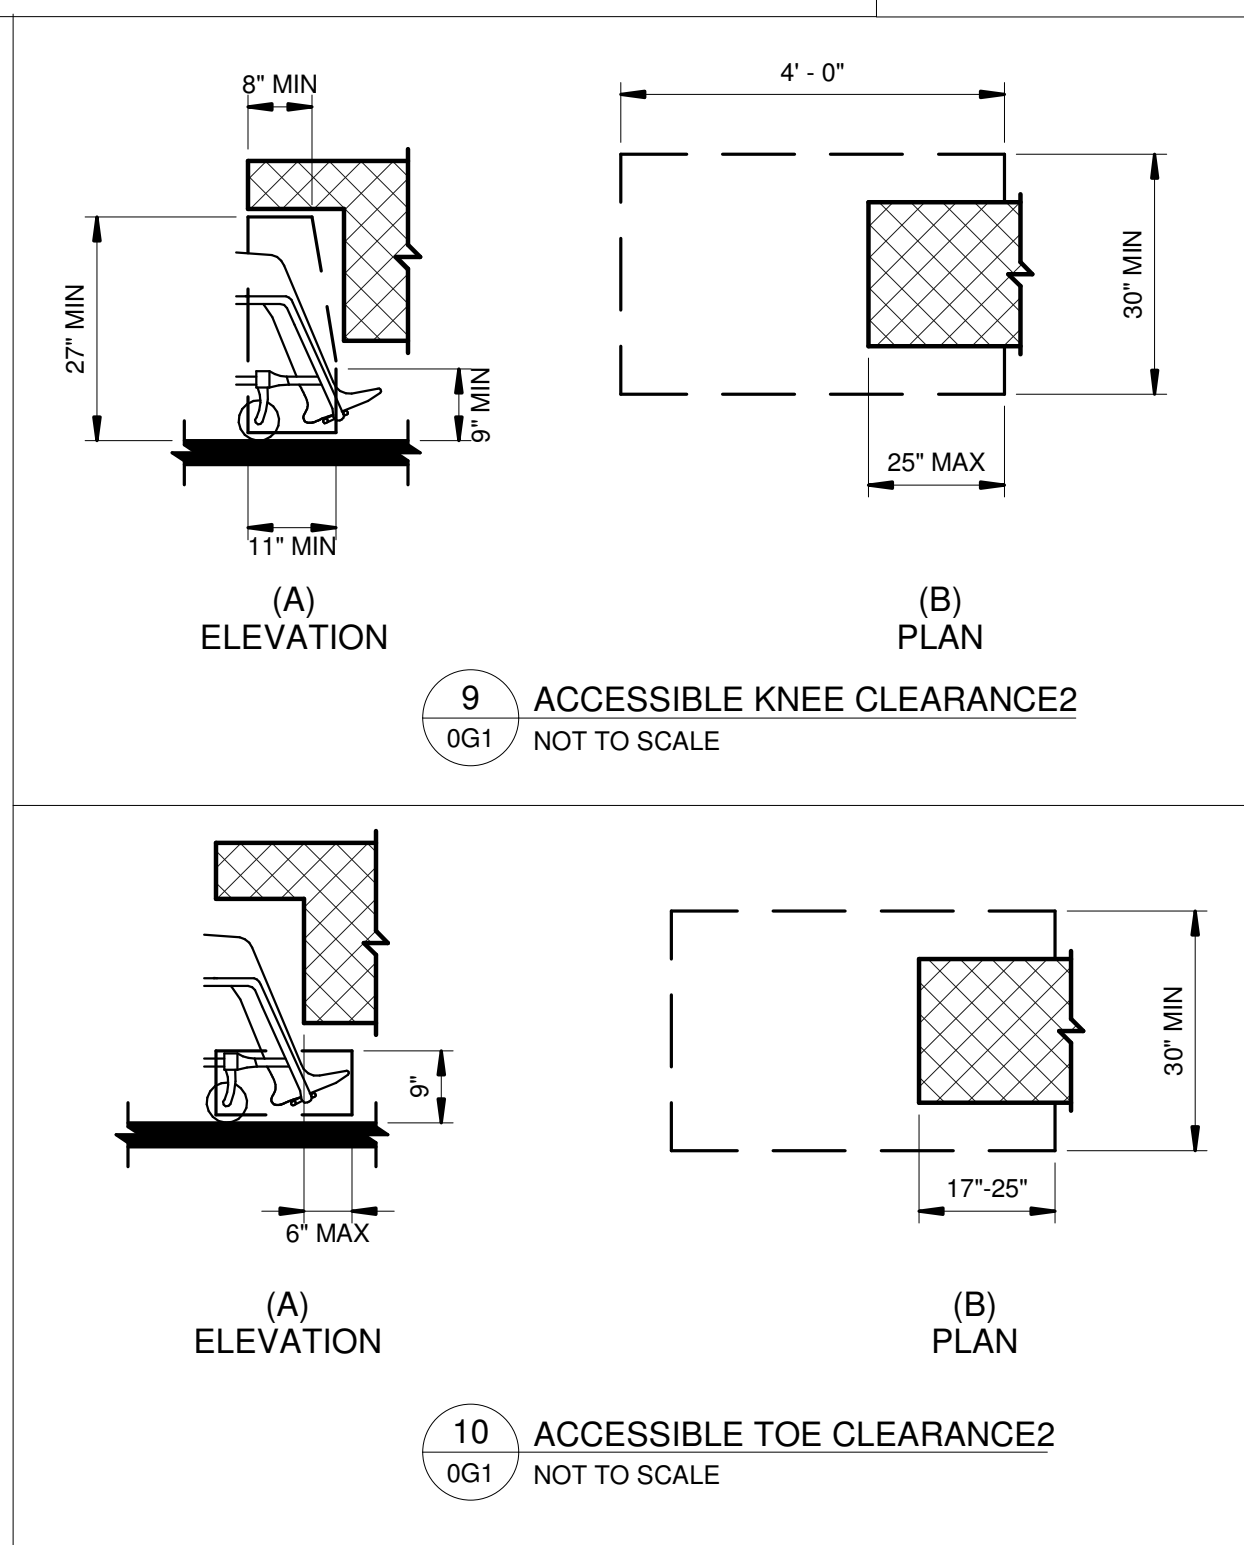 8" MIN
4' - 0"
27" MIN
30" MIN
9" MIN
25" MAX
11" MIN
(A)
ELEVATION
(B)
PLAN
9
ACCESSIBLE KNEE CLEARANCE2
0G1
NOT TO SCALE
30" MIN
9"
17"-25"
6" MAX
(A)
ELEVATION
(B)
PLAN
10
ACCESSIBLE TOE CLEARANCE2
0G1
NOT TO SCALE